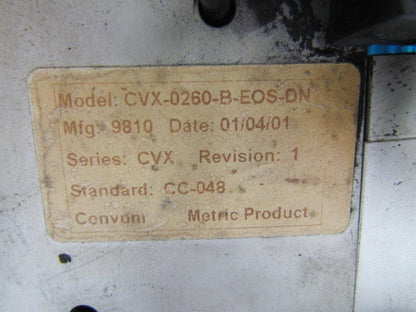 Model: CVX-0260-B-EOS-DN
Mfg: 9810 Date: 01/04/01
Series: CVX Revision: 1
Standard: CC-048
Convum Metric Product